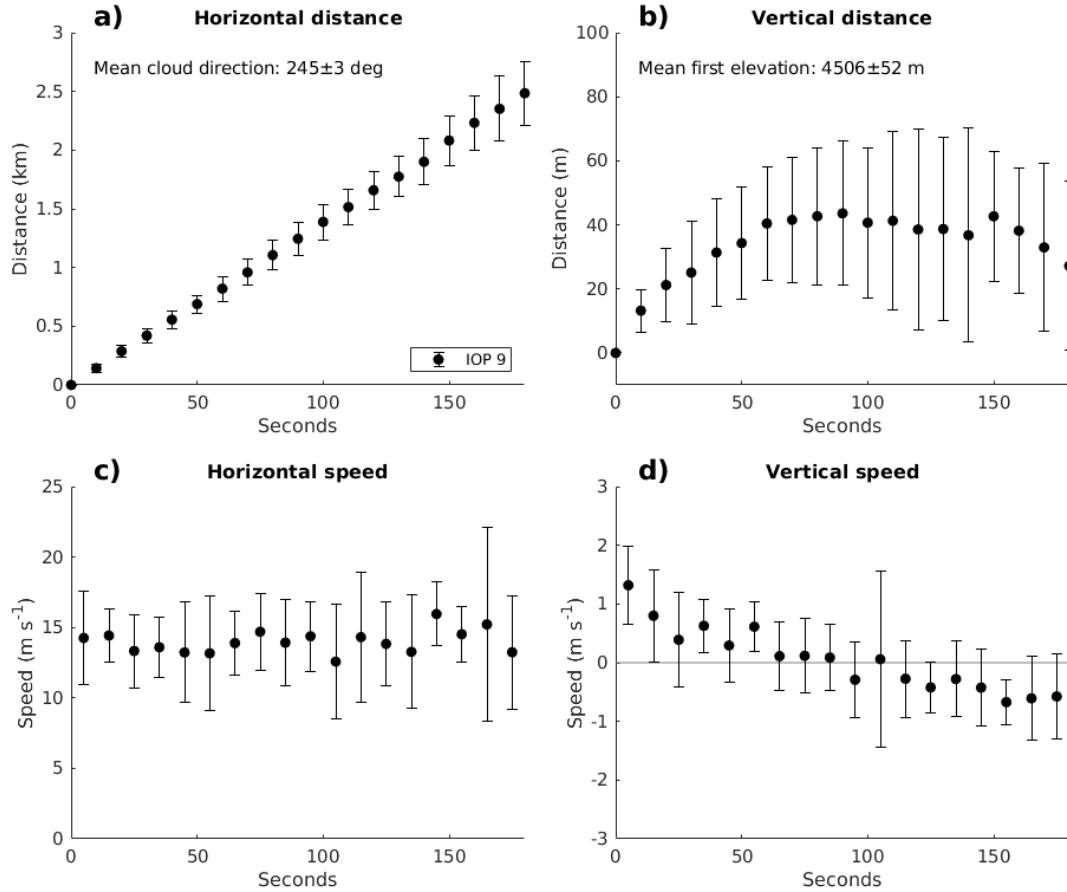 a)
Horizontal distance
Mean cloud direction: 245±3 deg
3
2.5
2
1.5
1
0.5
0
Distance (km)
0 50 100 150
Seconds
IOP 9
b)
Vertical distance
Mean first elevation: 4506±52 m
100
80
60
40
20
0
Distance (m)
0 50 100 150
Seconds
c)
Horizontal speed
25
20
15
10
5
0
Speed (m s⁻¹)
0 50 100 150
Seconds
d)
Vertical speed
3
2
1
0
-1
-2
-3
Speed (m s⁻¹)
0 50 100 150
Seconds